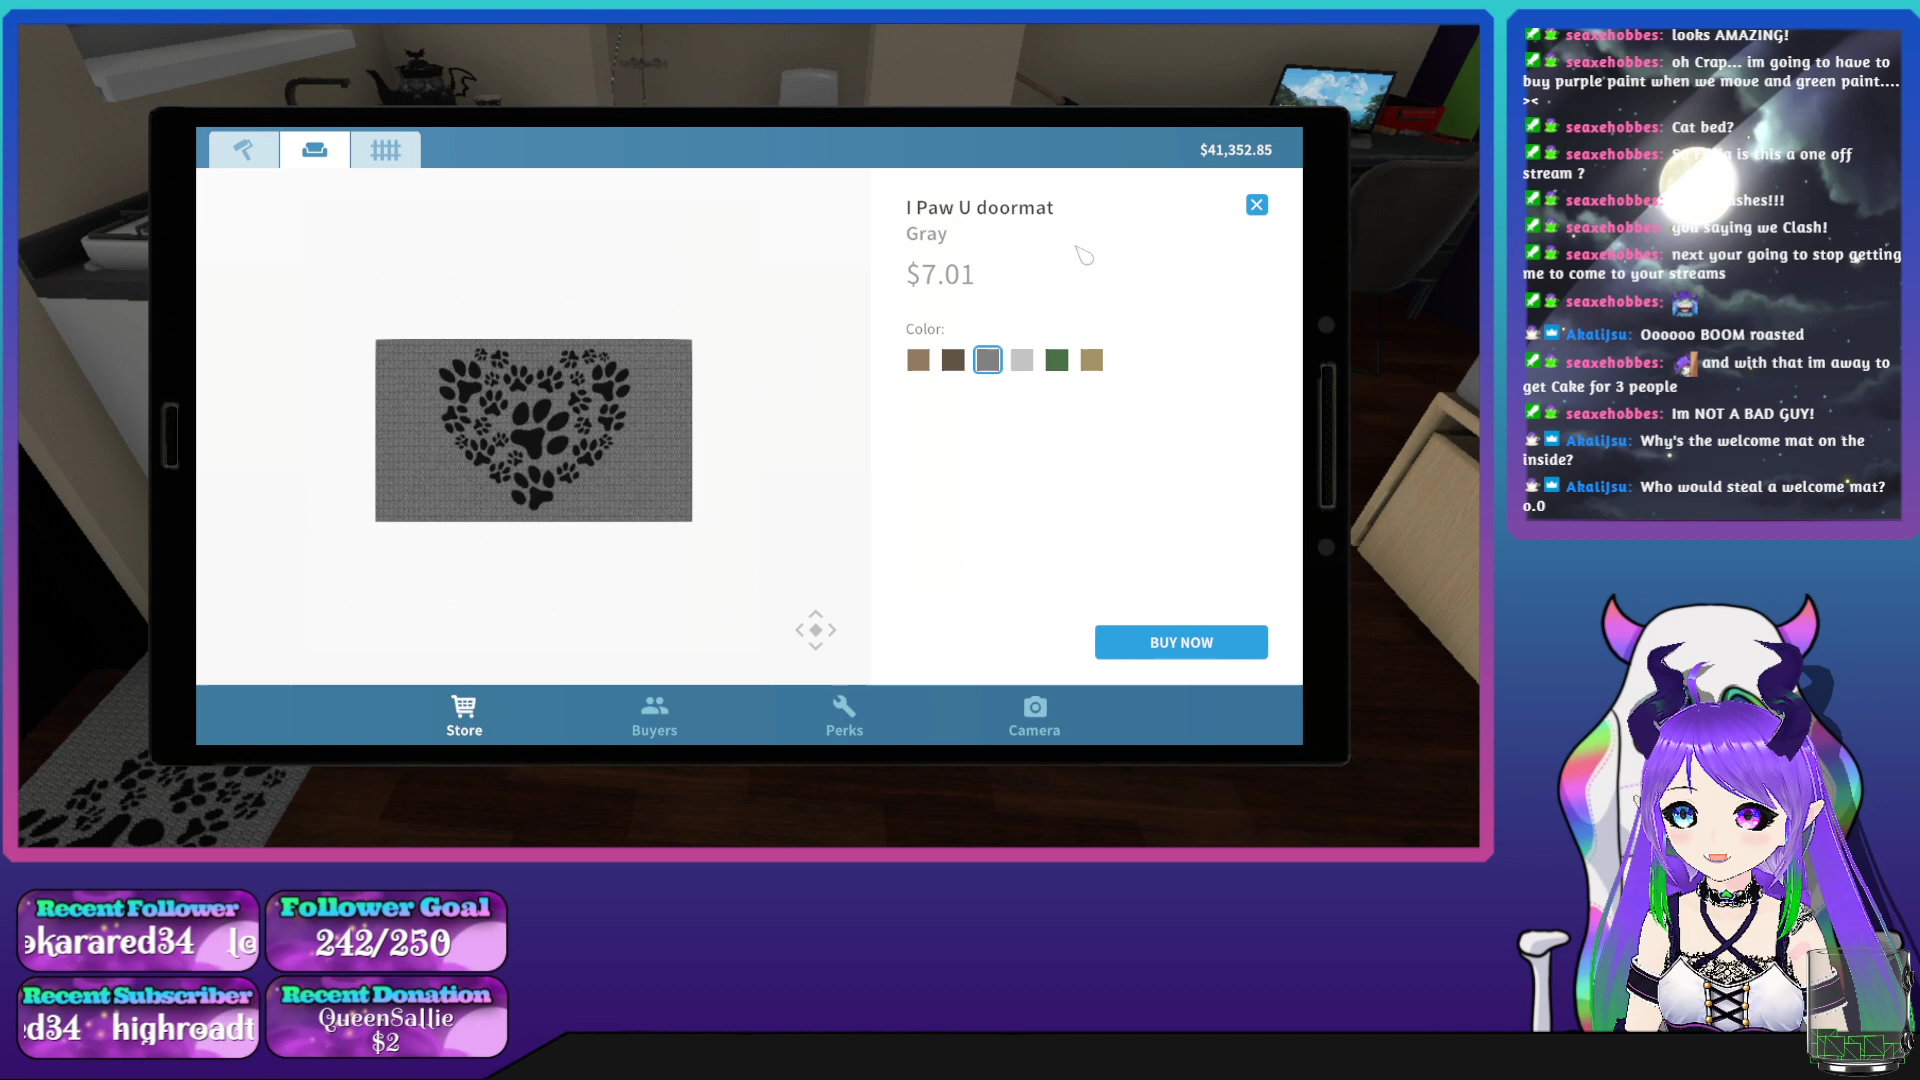 $41,352.85
I Paw U doormat
Gray
$7.01
Color:
BUY NOW
Store
Buyers
Perks
Camera
seaxehobbes: looks AMAZING!
seaxehobbes: oh Crap... im going to have to
buy purple paint when we move and green paint....
><
seaxehobbes: Cat bed?
seaxehobbes: is this a one off
stream ?
seaxehobbes:
seaxehobbes: you saying we Clash!
seaxehobbes: next your going to stop getting
me to come to your streams
seaxehobbes:
AkaliJsu: Oooooo BOOM roasted
seaxehobbes: and with that im away to
get Cake for 3 people
seaxehobbes: Im NOT A BAD GUY!
AkaliJsu: Why's the welcome mat on the
inside?
AkaliJsu: Who would steal a welcome mat?
o.O
Recent Follower
karared34
Follower Goal
242/250
Recent Subscriber
ed34 highroadt
Recent Donation
QueenSallie
$2